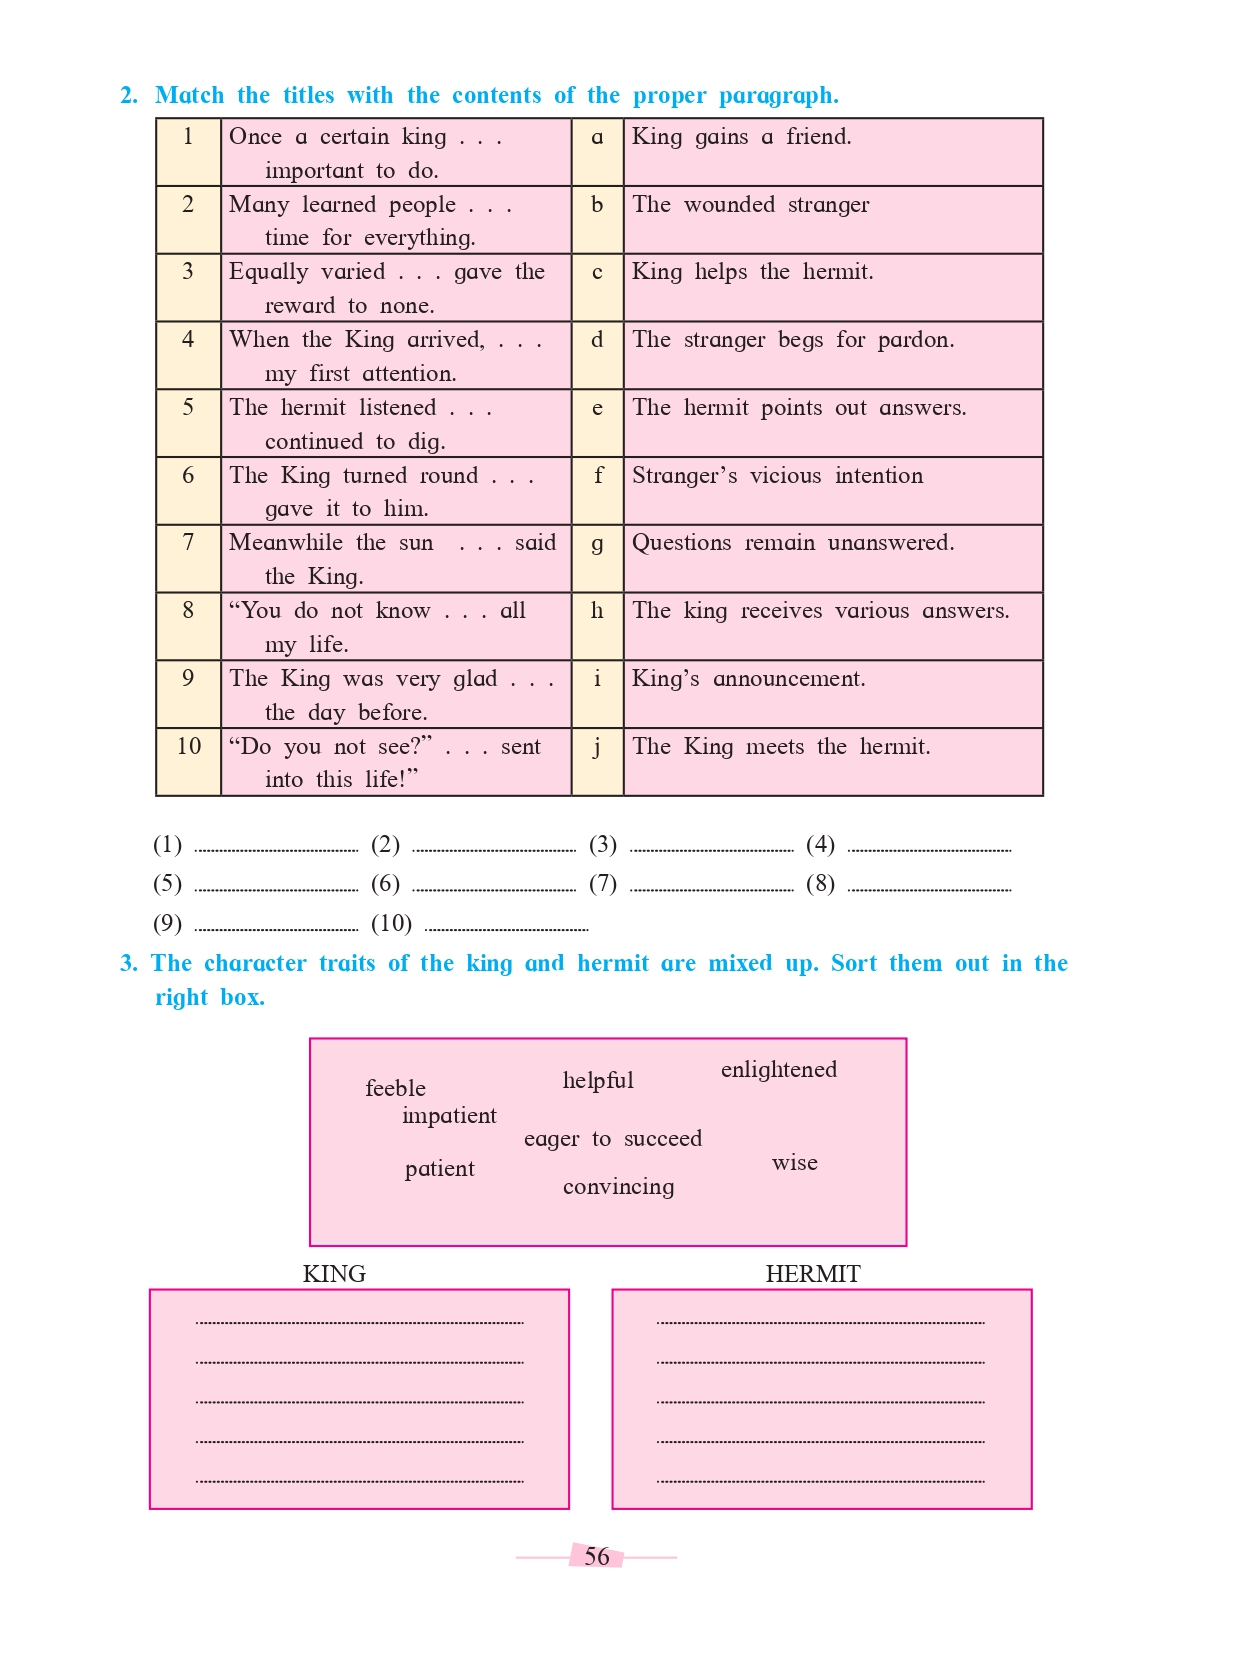 2. Match the titles with the contents of the proper paragraph.
1 Once a certain king . . . a King gains a friend.
important to do.
2 Many learned people . . . b The wounded stranger
time for everything.
3 Equally varied . . . gave the c King helps the hermit.
reward to none.
4 When the King arrived, . . . d The stranger begs for pardon.
my first attention.
5 The hermit listened . . . e The hermit points out answers.
continued to dig.
6 The King turned round . . . f Stranger’s vicious intention
gave it to him.
7 Meanwhile the sun . . . said g Questions remain unanswered.
the King.
8 “You do not know . . . all h The king receives various answers.
my life.
9 The King was very glad . . . i King’s announcement.
the day before.
10 “Do you not see?” . . . sent j The King meets the hermit.
into this life!”
(1) .................... (2) .................... (3) .................... (4) ....................
(5) .................... (6) .................... (7) .................... (8) ....................
(9) .................... (10) ....................
3. The character traits of the king and hermit are mixed up. Sort them out in the
right box.
enlightened
helpful
feeble
impatient
eager to succeed
wise
patient
convincing
KING HERMIT
56